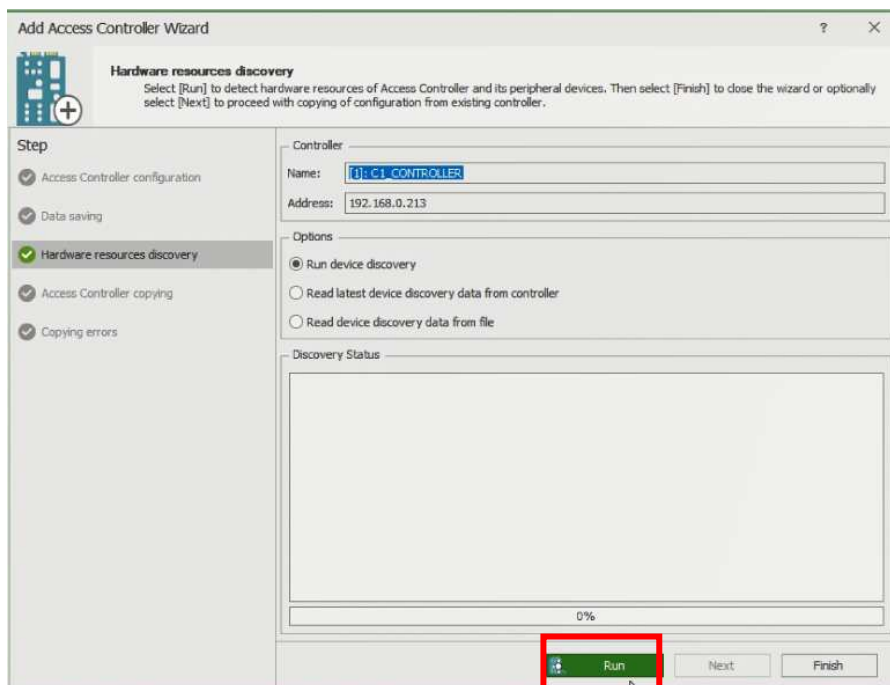 Add Access Controller Wizard
?
Hardware resources discovery
Select [Run] to detect hardware resources of Access Controller and its peripheral devices. Then select [Finish] to close the wizard or optionally
select [Next] to proceed with copying of configuration from existing controller.
Step
Access Controller configuration
Data saving
Hardware resources discovery
Access Controller copying
Copying errors
Controller
Name: [1]: C1_CONTROLLER
Address: 192.168.0.213
Options
Run device discovery
Read latest device discovery data from controller
Read device discovery data from file
Discovery Status
0%
Run Next Finish